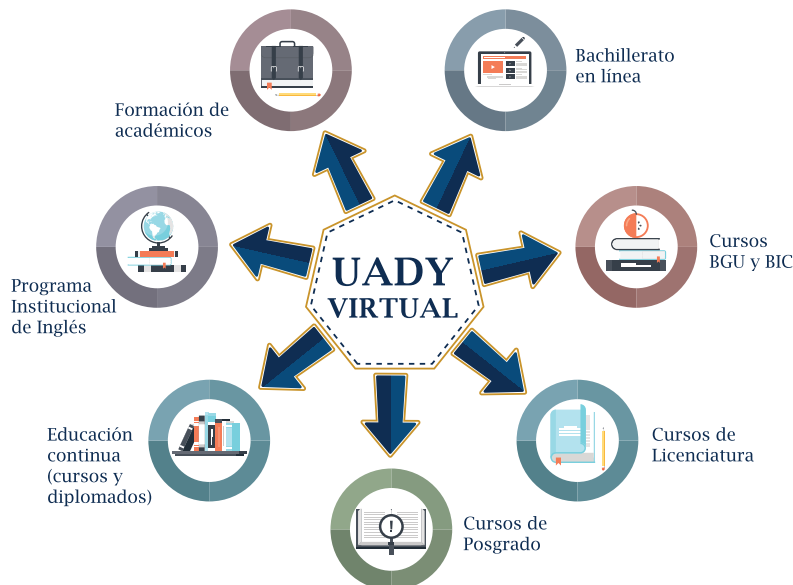 UADY
VIRTUAL
Bachillerato
en línea
Cursos
BGU y BIC
Cursos de
Licenciatura
Cursos de
Posgrado
Educación
continua
(cursos y
diplomados)
Programa
Institucional
de Inglés
Formación de
académicos
!